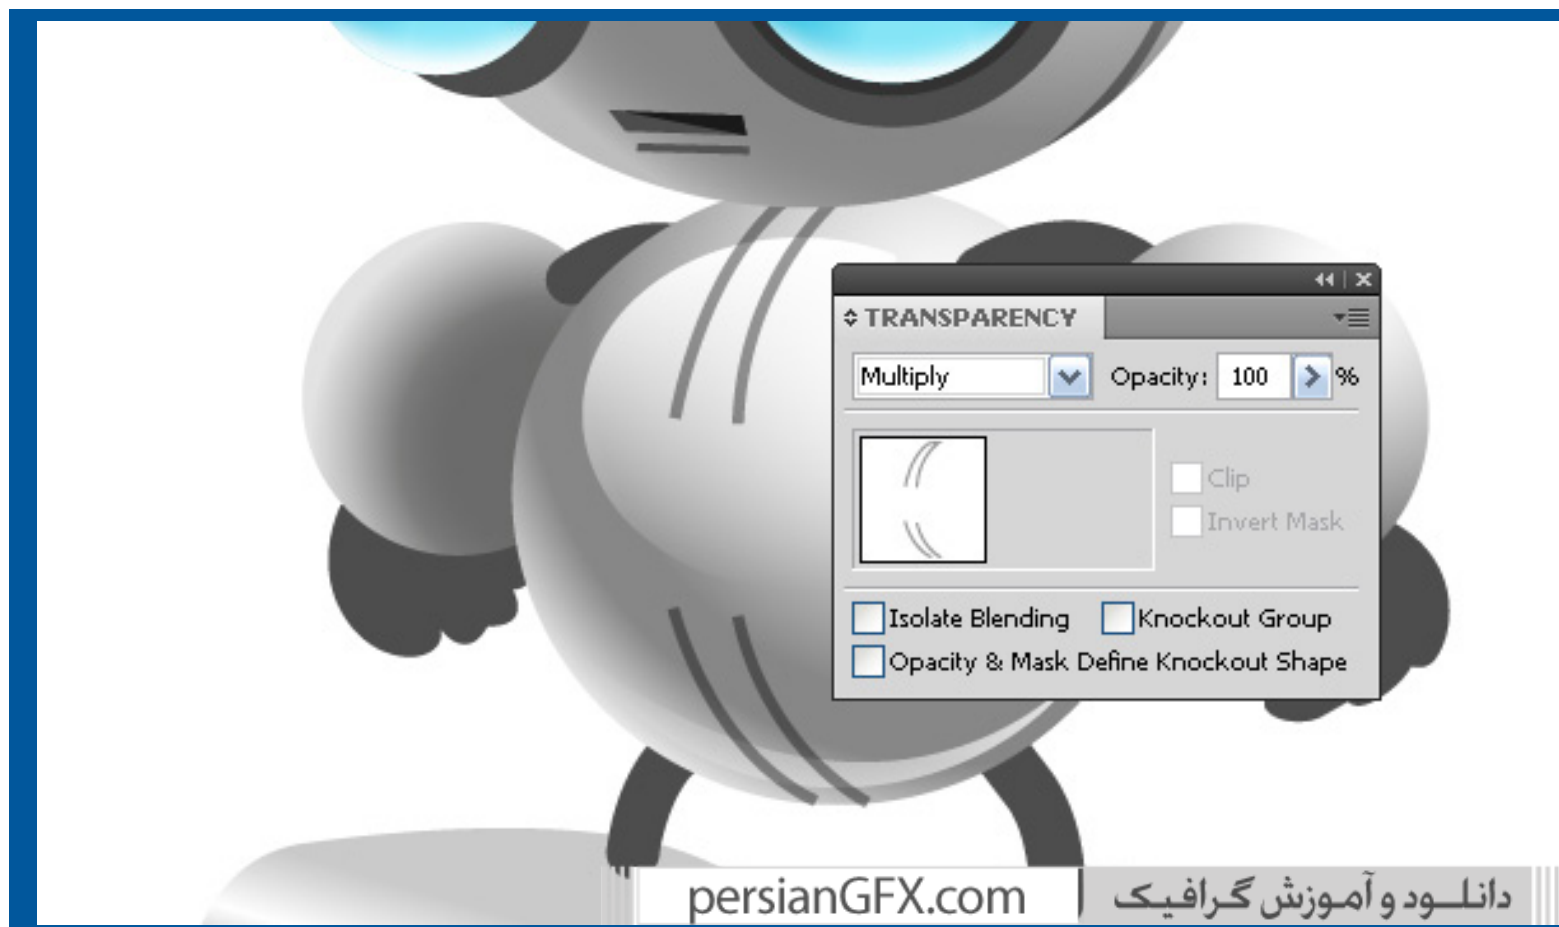 TRANSPARENCY
Multiply Opacity: 100 %
Clip
Invert Mask
Isolate Blending Knockout Group
Opacity & Mask Define Knockout Shape
persianGFX.com دانلــود و آمـوزش گـرافیـک